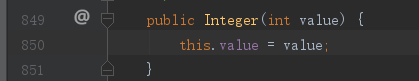 849 @ public Integer(int value) {
850 this.value = value;
851 }